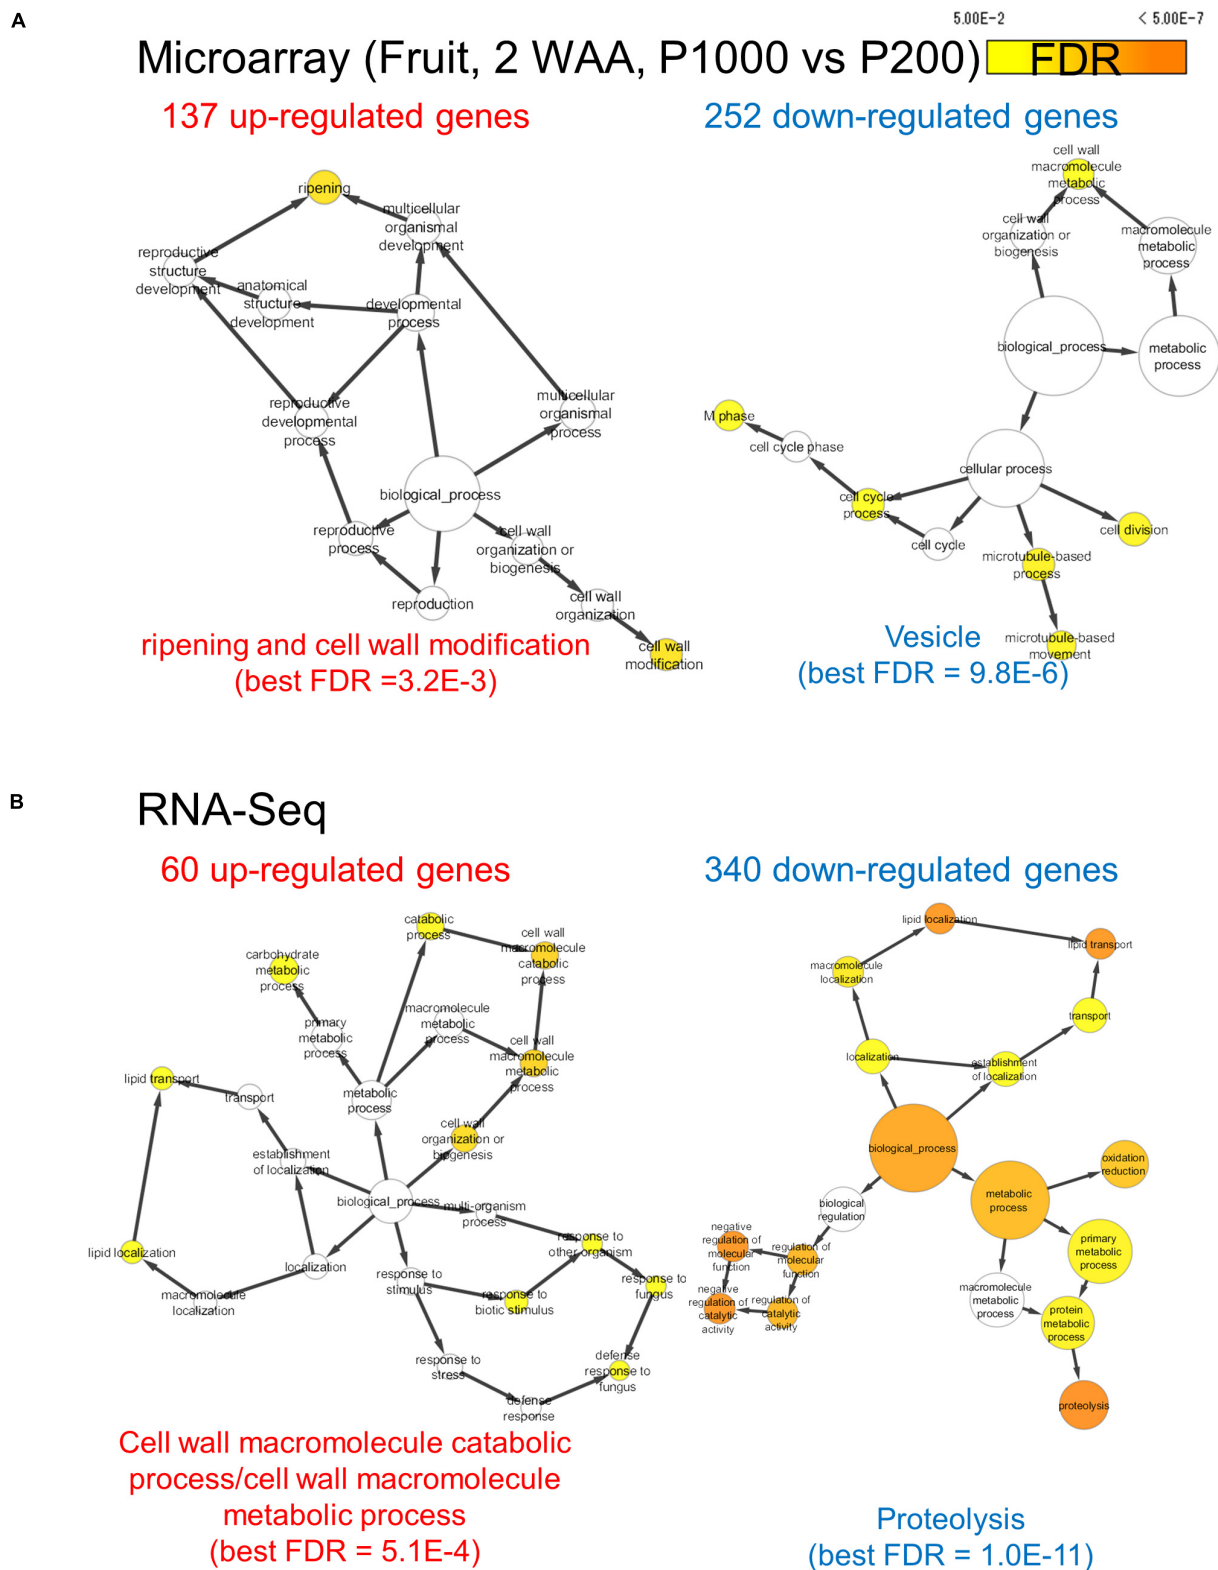 A
5.00E-2
< 5.00E-7
Microarray (Fruit, 2 WAA, P1000 vs P200)
FDR
137 up-regulated genes
252 down-regulated genes
ripening
multicellular
organismal
development
reproductive
structure
development
anatomical
structure
development
developmental
process
reproductive
developmental
process
multicellular
organismal
process
biological_process
reproductive
process
reproduction
cell wall
organization or
biogenesis
cell wall
organization
cell wall
modification
ripening and cell wall modification
(best FDR =3.2E-3)
cell wall
macromolecule
metabolic
process
cell wall
organization or
biogenesis
macromolecule
metabolic
process
biological_process
metabolic
process
M phase
cell cycle phase
cellular process
cell cycle
process
cell cycle
cell division
microtubule-based
process
microtubule-based
movement
Vesicle
(best FDR = 9.8E-6)
B
RNA-Seq
60 up-regulated genes
340 down-regulated genes
catabolic
process
cell wall
macromolecule
catabolic
process
carbohydrate
metabolic
process
primary
metabolic
process
macromolecule
metabolic
process
cell wall
macromolecule
metabolic
process
lipid transport
transport
metabolic
process
cell wall
organization or
biogenesis
establishment
of localization
biological_process
multi-organism
process
lipid localization
localization
macromolecule
localization
response to
stimulus
response to
other organism
response to
biotic stimulus
response to
fungus
response to
stress
defense
response to
fungus
defense
response
Cell wall macromolecule catabolic
process/cell wall macromolecule
metabolic process
(best FDR = 5.1E-4)
lipid localization
lipid transport
macromolecule
localization
transport
localization
establishment
of localization
biological_process
oxidation
reduction
metabolic
process
biological
regulation
negative
regulation of
molecular
function
regulation of
molecular
function
negative
regulation of
catalytic
activity
regulation of
catalytic
activity
primary
metabolic
process
macromolecule
metabolic
process
protein
metabolic
process
proteolysis
Proteolysis
(best FDR = 1.0E-11)